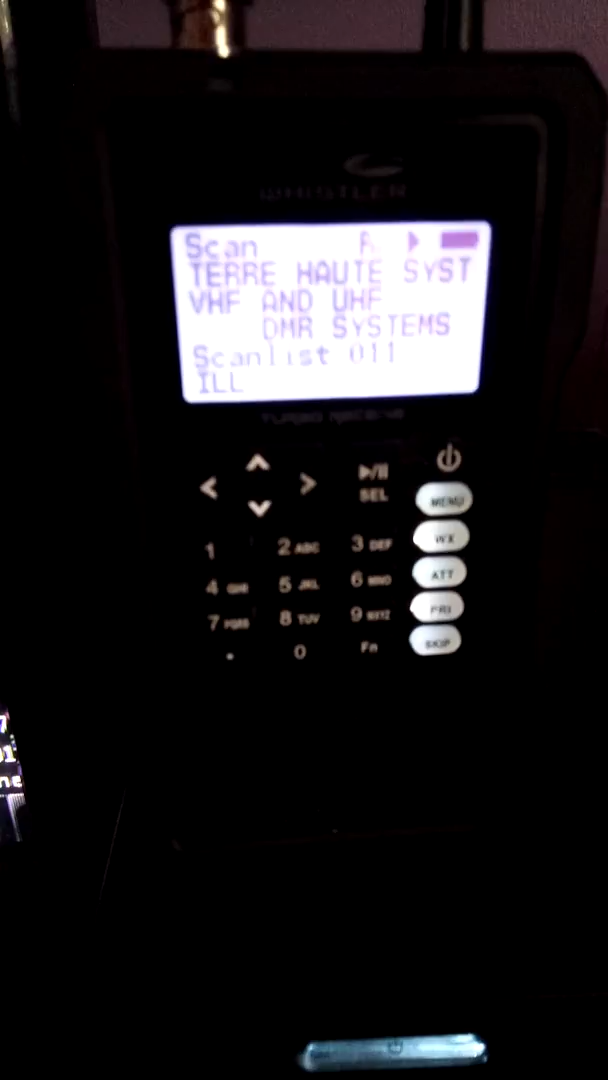 WHISTLER
Scan
TERRE HAUTE SYST
VHF AND UHF
DMR SYSTEMS
Scanlist 011
ILL
SEL
MENU
1
2 ABC
3 DEF
WX
4 GHI
5 JKL
6 MNO
ATT
7 PQRS
8 TUV
9 WXYZ
PRI
.
0
Fn
SKIP